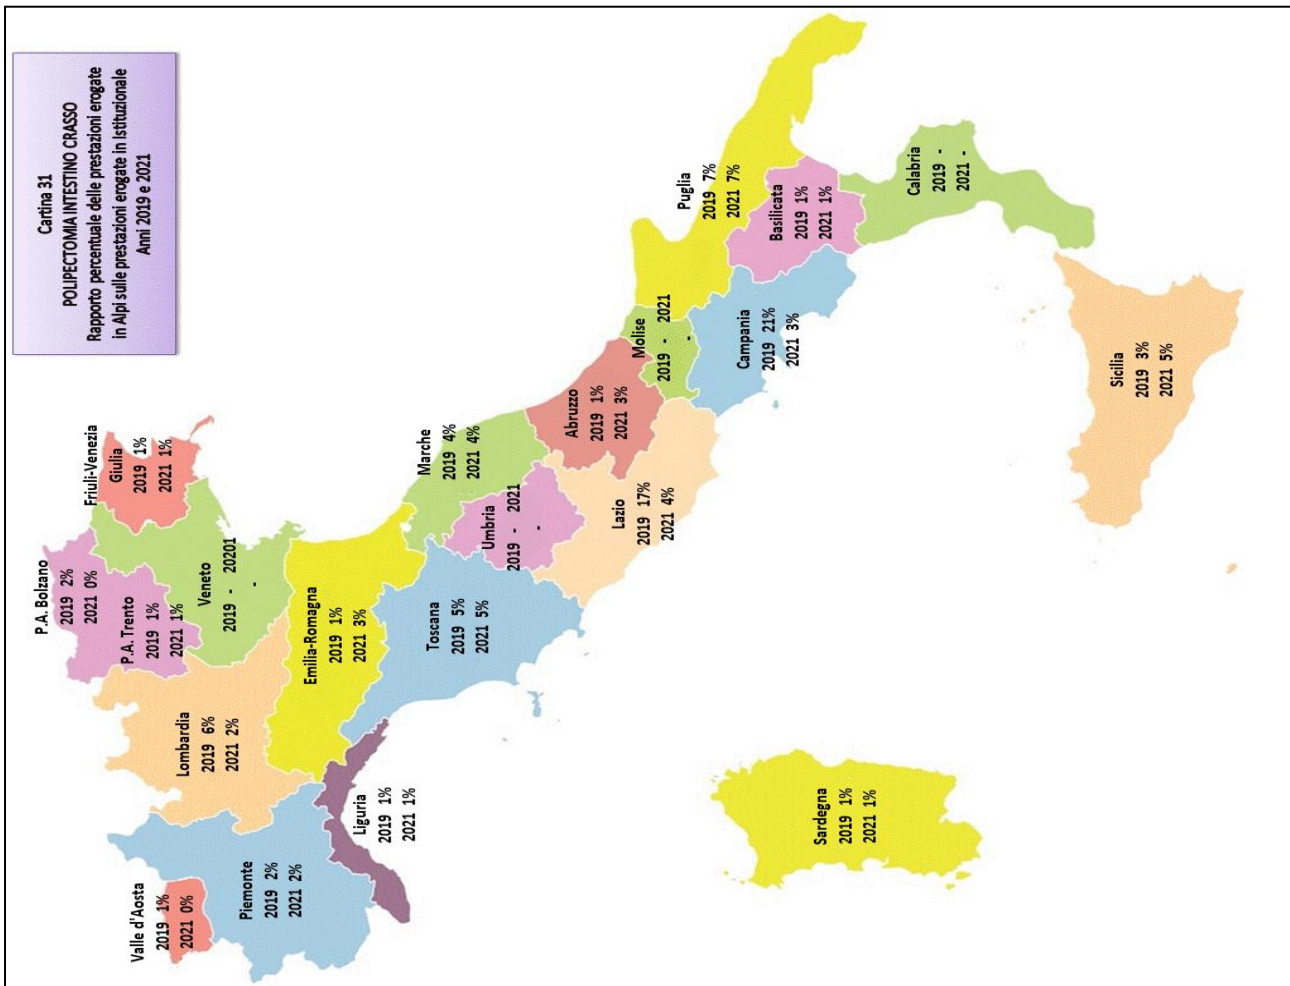 Cartina 31
POLIPECTOMIA INTESTINO CRASSO
Rapporto percentuale delle prestazioni erogate
in Alpi sulle prestazioni erogate in Istituzionale
Anni 2019 e 2021
Valle d'Aosta
2019 1%
2021 0%
Piemonte
2019 2%
2021 2%
Liguria
2019 1%
2021 1%
Lombardia
2019 6%
2021 2%
P.A. Bolzano
2019 2%
2021 0%
P.A. Trento
2019 1%
2021 1%
Veneto
2019 - 20201
-
Friuli-Venezia
Giulia
2019 1%
2021 1%
Emilia-Romagna
2019 1%
2021 3%
Toscana
2019 5%
2021 5%
Marche
2019 4%
2021 4%
Umbria
2019 - 2021
-
Lazio
2019 17%
2021 4%
Abruzzo
2019 1%
2021 3%
Molise
2019 - 2021
-
Campania
2019 21%
2021 3%
Puglia
2019 7%
2021 7%
Basilicata
2019 1%
2021 1%
Calabria
2019 -
2021 -
Sicilia
2019 3%
2021 5%
Sardegna
2019 1%
2021 1%